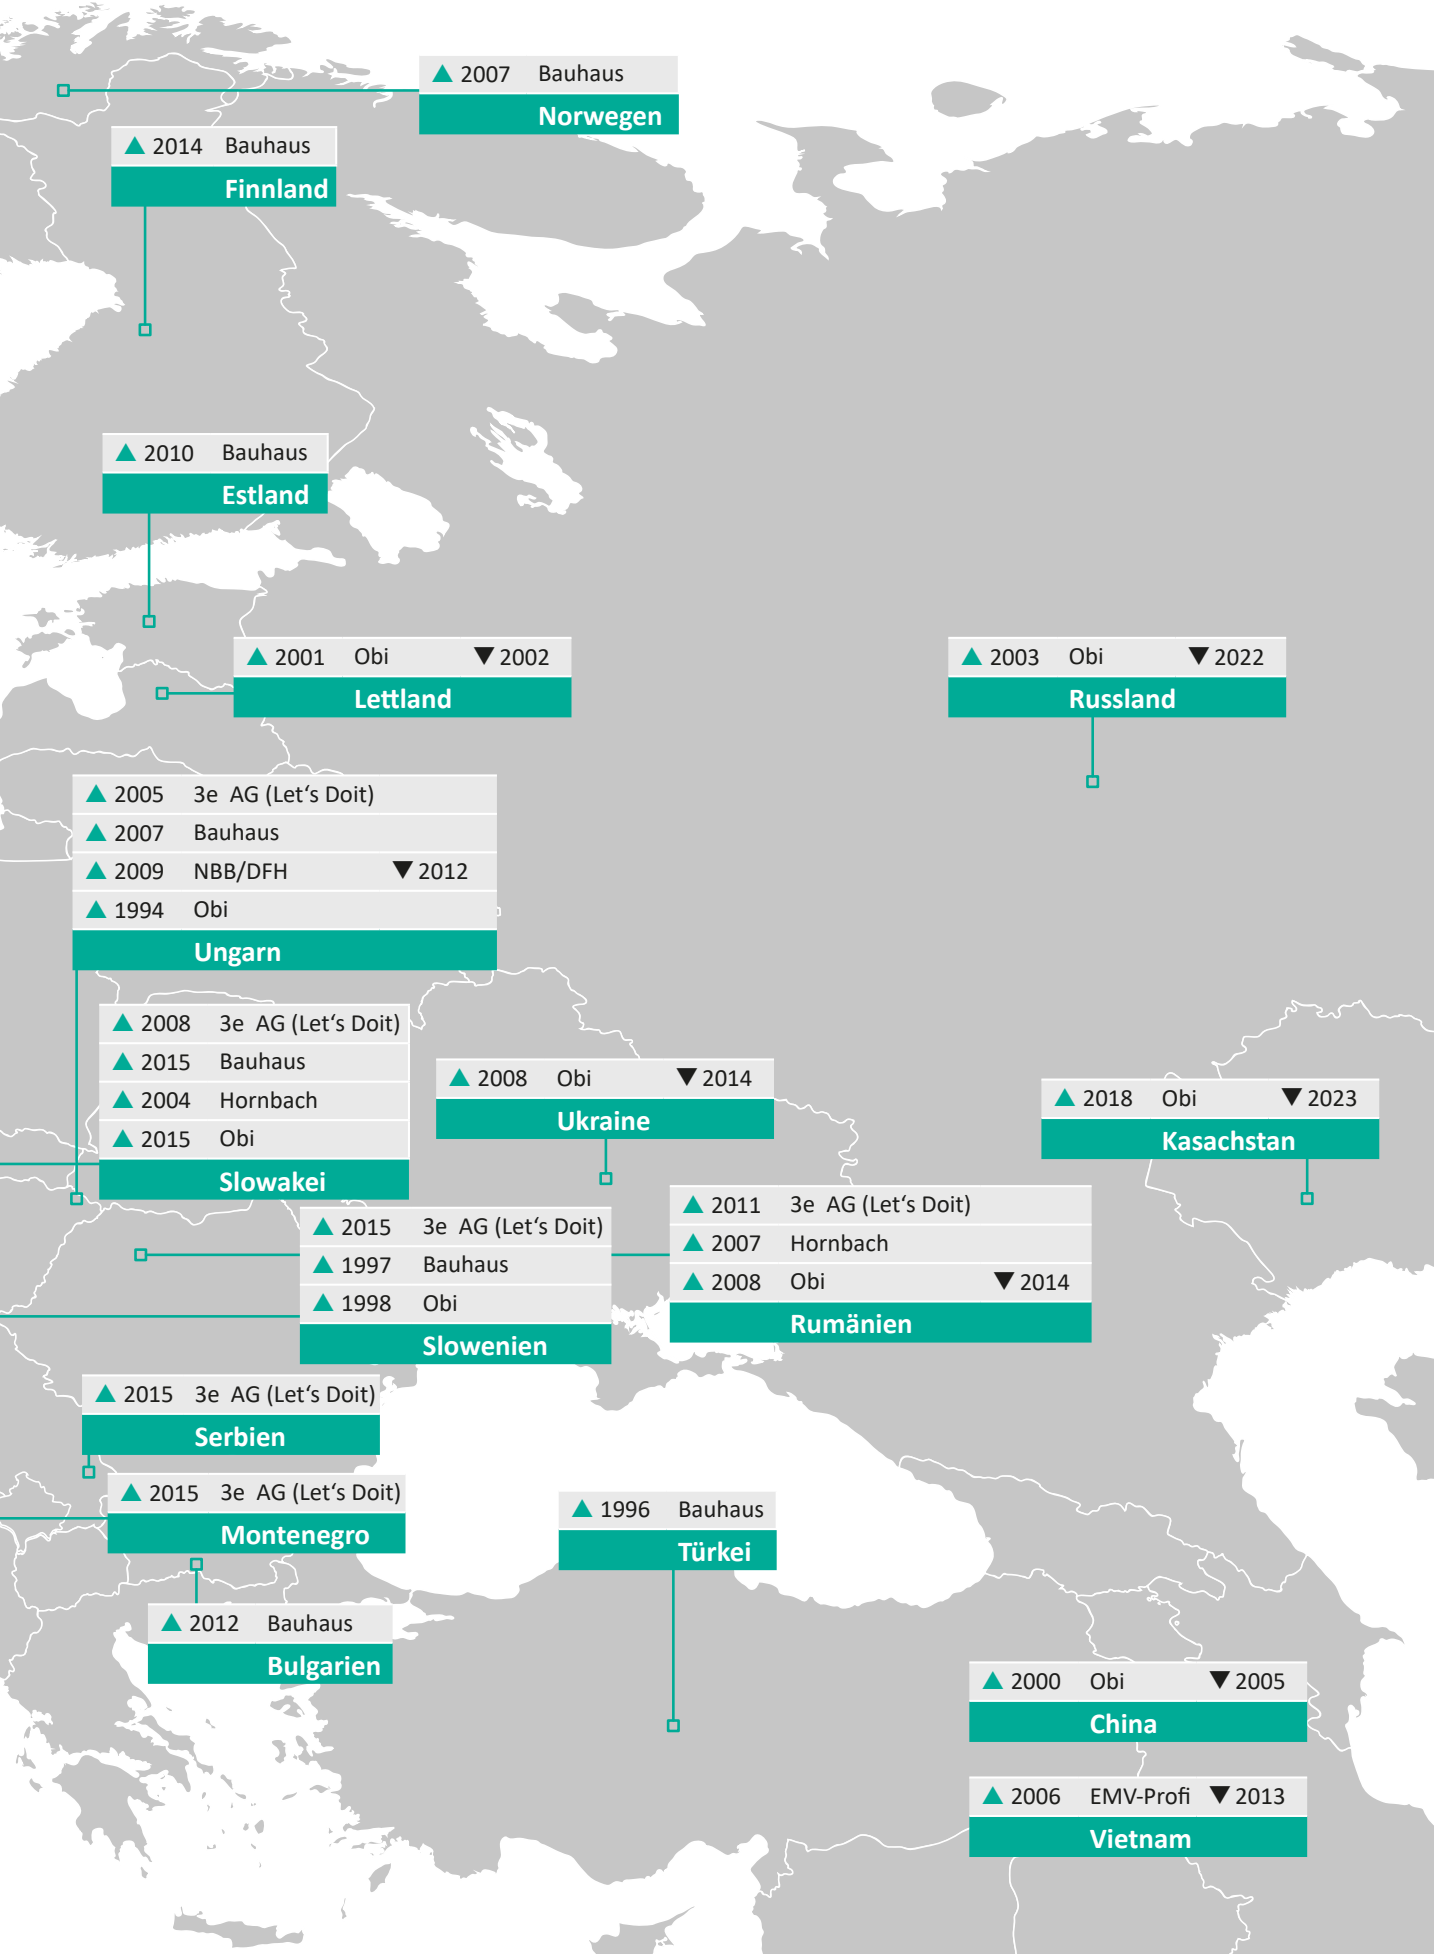 ▲ 2007 Bauhaus
Norwegen
▲ 2014 Bauhaus
Finnland
▲ 2010 Bauhaus
Estland
▲ 2001 Obi ▼ 2002
Lettland
▲ 2003 Obi ▼ 2022
Russland
▲ 2005 3e AG (Let‘s Doit)
▲ 2007 Bauhaus
▲ 2009 NBB/DFH ▼ 2012
▲ 1994 Obi
Ungarn
▲ 2008 3e AG (Let‘s Doit)
▲ 2015 Bauhaus
▲ 2004 Hornbach
▲ 2015 Obi
Slowakei
▲ 2008 Obi ▼ 2014
Ukraine
▲ 2018 Obi ▼ 2023
Kasachstan
▲ 2015 3e AG (Let‘s Doit)
▲ 1997 Bauhaus
▲ 1998 Obi
Slowenien
▲ 2011 3e AG (Let‘s Doit)
▲ 2007 Hornbach
▲ 2008 Obi ▼ 2014
Rumänien
▲ 2015 3e AG (Let‘s Doit)
Serbien
▲ 2015 3e AG (Let‘s Doit)
Montenegro
▲ 1996 Bauhaus
Türkei
▲ 2012 Bauhaus
Bulgarien
▲ 2000 Obi ▼ 2005
China
▲ 2006 EMV-Profi ▼ 2013
Vietnam